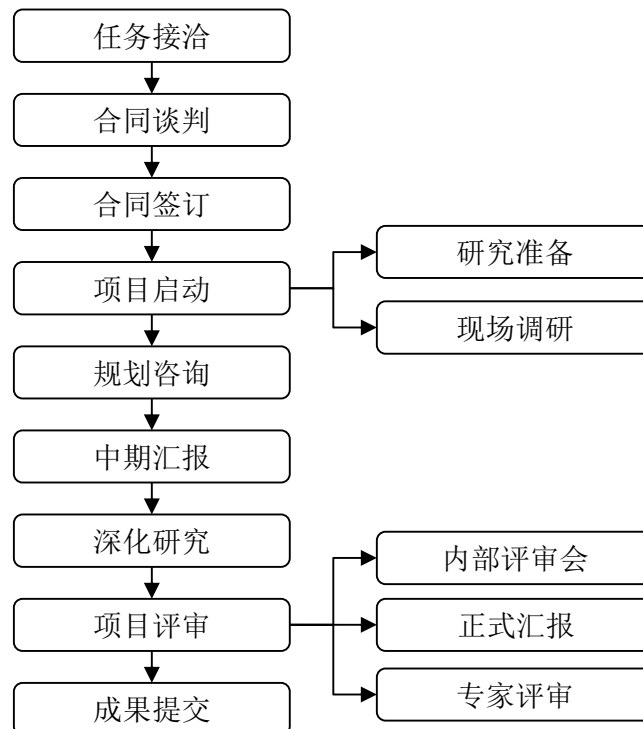 任务接洽
合同谈判
合同签订
项目启动
研究准备
现场调研
规划咨询
中期汇报
深化研究
项目评审
内部评审会
正式汇报
专家评审
成果提交